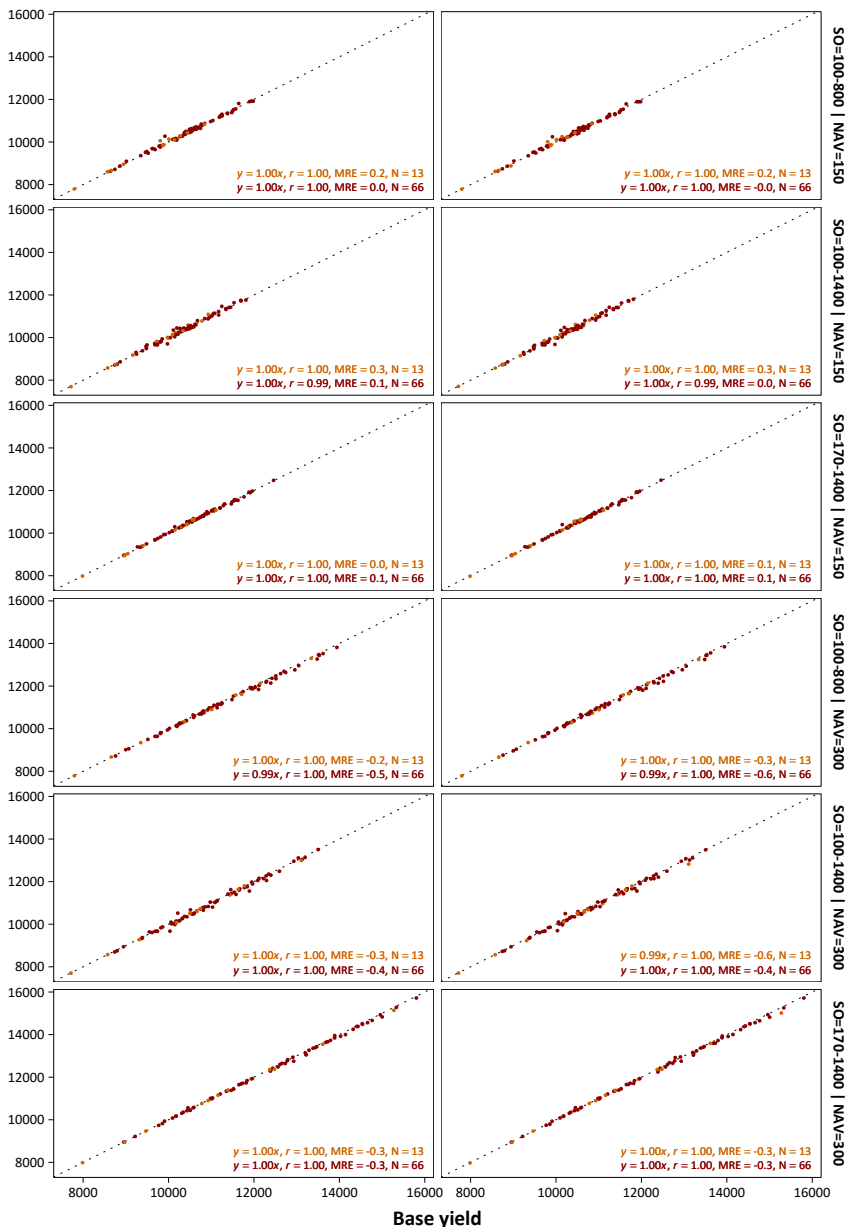 16000
14000
12000
10000
8000
y = 1.00x, r = 1.00, MRE = 0.2, N = 13
y = 1.00x, r = 1.00, MRE = 0.0, N = 66
y = 1.00x, r = 1.00, MRE = 0.2, N = 13
y = 1.00x, r = 1.00, MRE = -0.0, N = 66
SO=100-800 | NAV=150
16000
14000
12000
10000
8000
y = 1.00x, r = 1.00, MRE = 0.3, N = 13
y = 1.00x, r = 0.99, MRE = 0.1, N = 66
y = 1.00x, r = 1.00, MRE = 0.3, N = 13
y = 1.00x, r = 0.99, MRE = 0.0, N = 66
SO=100-1400 | NAV=150
16000
14000
12000
10000
8000
y = 1.00x, r = 1.00, MRE = 0.0, N = 13
y = 1.00x, r = 1.00, MRE = 0.1, N = 66
y = 1.00x, r = 1.00, MRE = 0.1, N = 13
y = 1.00x, r = 1.00, MRE = 0.1, N = 66
SO=170-1400 | NAV=150
16000
14000
12000
10000
8000
y = 1.00x, r = 1.00, MRE = -0.2, N = 13
y = 0.99x, r = 1.00, MRE = -0.5, N = 66
y = 1.00x, r = 1.00, MRE = -0.3, N = 13
y = 0.99x, r = 1.00, MRE = -0.6, N = 66
SO=100-800 | NAV=300
16000
14000
12000
10000
8000
y = 1.00x, r = 1.00, MRE = -0.3, N = 13
y = 1.00x, r = 1.00, MRE = -0.4, N = 66
y = 0.99x, r = 1.00, MRE = -0.6, N = 13
y = 1.00x, r = 1.00, MRE = -0.4, N = 66
SO=100-1400 | NAV=300
16000
14000
12000
10000
8000
y = 1.00x, r = 1.00, MRE = -0.3, N = 13
y = 1.00x, r = 1.00, MRE = -0.3, N = 66
y = 1.00x, r = 1.00, MRE = -0.3, N = 13
y = 1.00x, r = 1.00, MRE = -0.3, N = 66
SO=170-1400 | NAV=300
8000 10000 12000 14000 16000 8000 10000 12000 14000 16000
Base yield